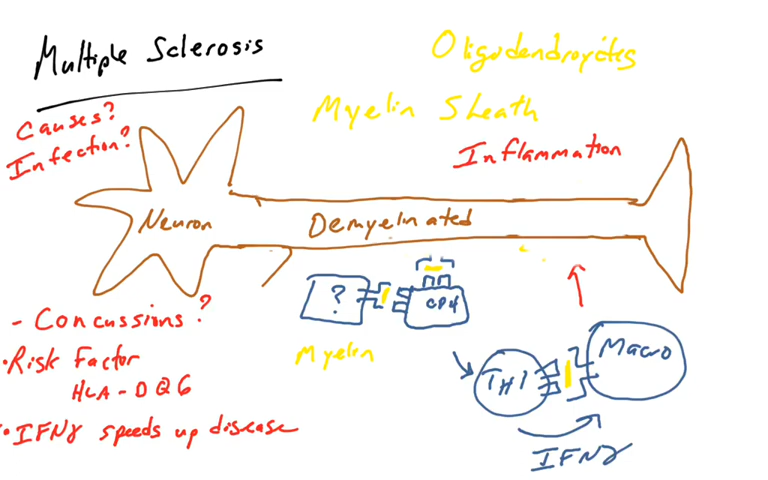 Multiple Sclerosis
Oligodendroycites
Myelin Sheath
Causes?
Infection?
Inflammation
Neuron
Demyelinated
?
CD4
Myelin
- Concussions?
• Risk Factor
HLA-DQ6
• IFNγ speeds up disease
TH1
Macro
IFNγ